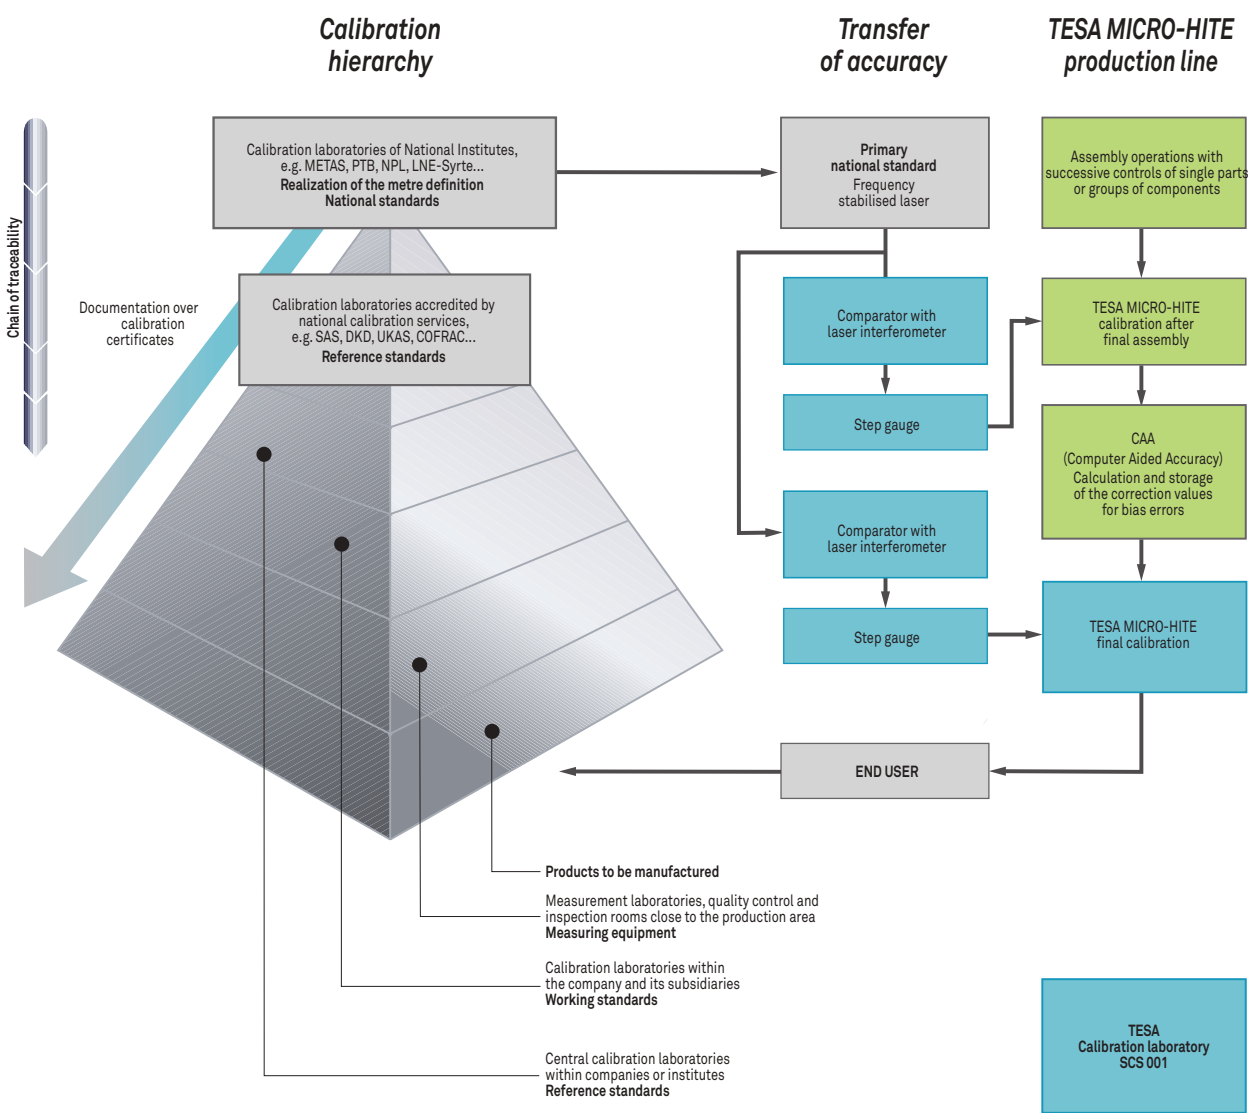 Calibration
hierarchy
Transfer
of accuracy
TESA MICRO-HITE
production line
Chain of traceability
Documentation over
calibration
certificates
Calibration laboratories of National Institutes,
e.g. METAS, PTB, NPL, LNE-Syrte...
Realization of the metre definition
National standards
Calibration laboratories accredited by
national calibration services,
e.g. SAS, DKD, UKAS, COFRAC...
Reference standards
Primary
national standard
Frequency
stabilised laser
Comparator with
laser interferometer
Step gauge
Comparator with
laser interferometer
Step gauge
END USER
Assembly operations with
successive controls of single parts
or groups of components
TESA MICRO-HITE
calibration after
final assembly
CAA
(Computer Aided Accuracy)
Calculation and storage
of the correction values
for bias errors
TESA MICRO-HITE
final calibration
Products to be manufactured
Measurement laboratories, quality control and
inspection rooms close to the production area
Measuring equipment
Calibration laboratories within
the company and its subsidiaries
Working standards
Central calibration laboratories
within companies or institutes
Reference standards
TESA
Calibration laboratory
SCS 001